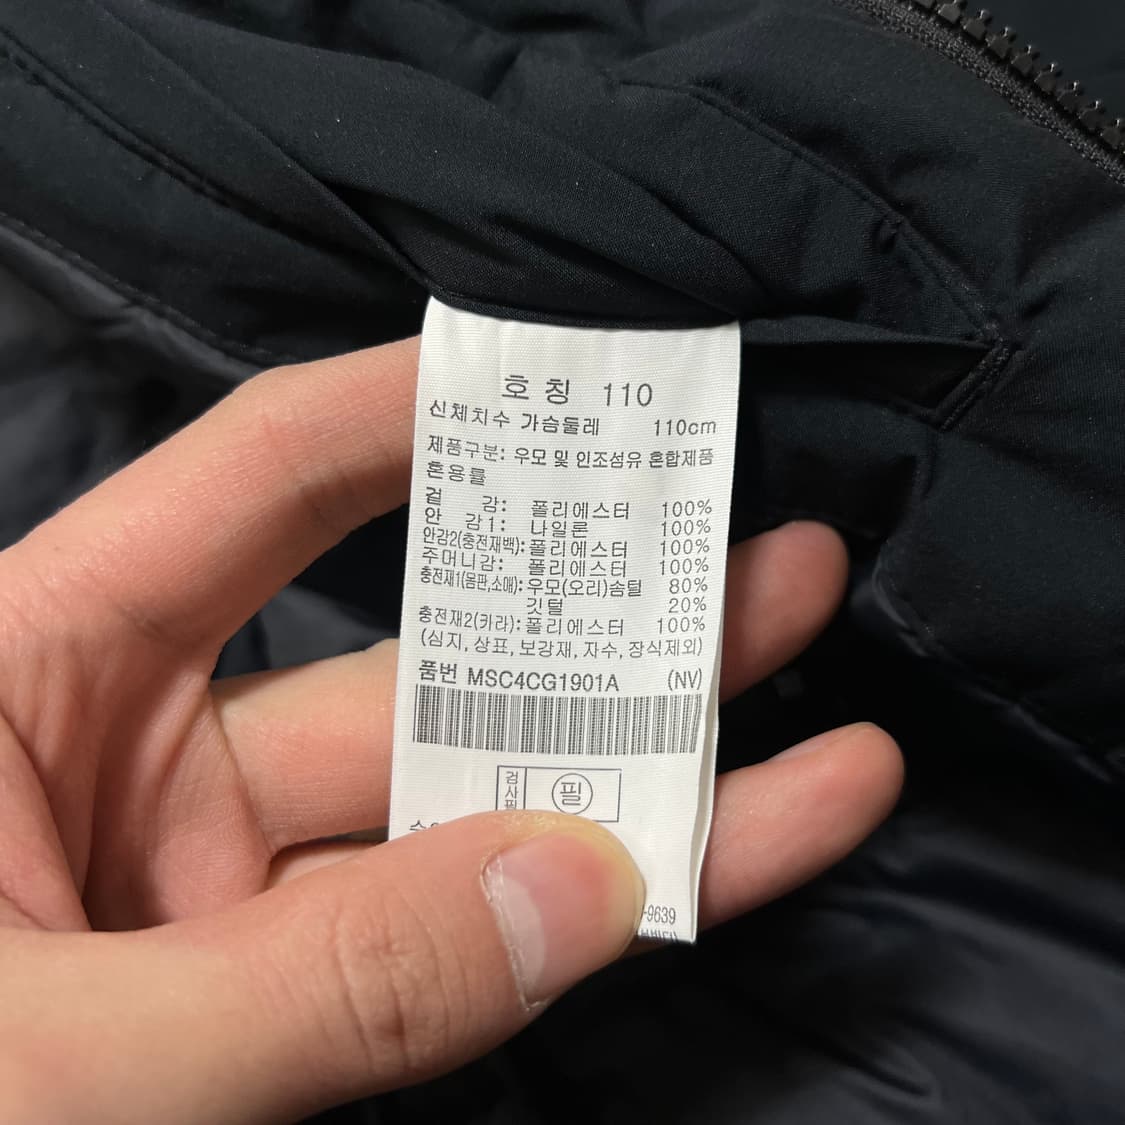 호 칭 110
신체치수 가슴둘레 110cm
제품구분: 우모 및 인조섬유 혼합제품
혼용률
겉 감: 폴리에스터 100%
안 감1: 나일론 100%
안감2(충전재백): 폴리에스터 100%
주머니감: 폴리에스터 100%
충전재1(몸판,소매): 우모(오리)솜털 80%
깃털 20%
충전재2(카라): 폴리에스터 100%
(심지, 상표, 보강재, 자수, 장식제외)
품번 MSC4CG1901A (NV)
검사필
필
-9639